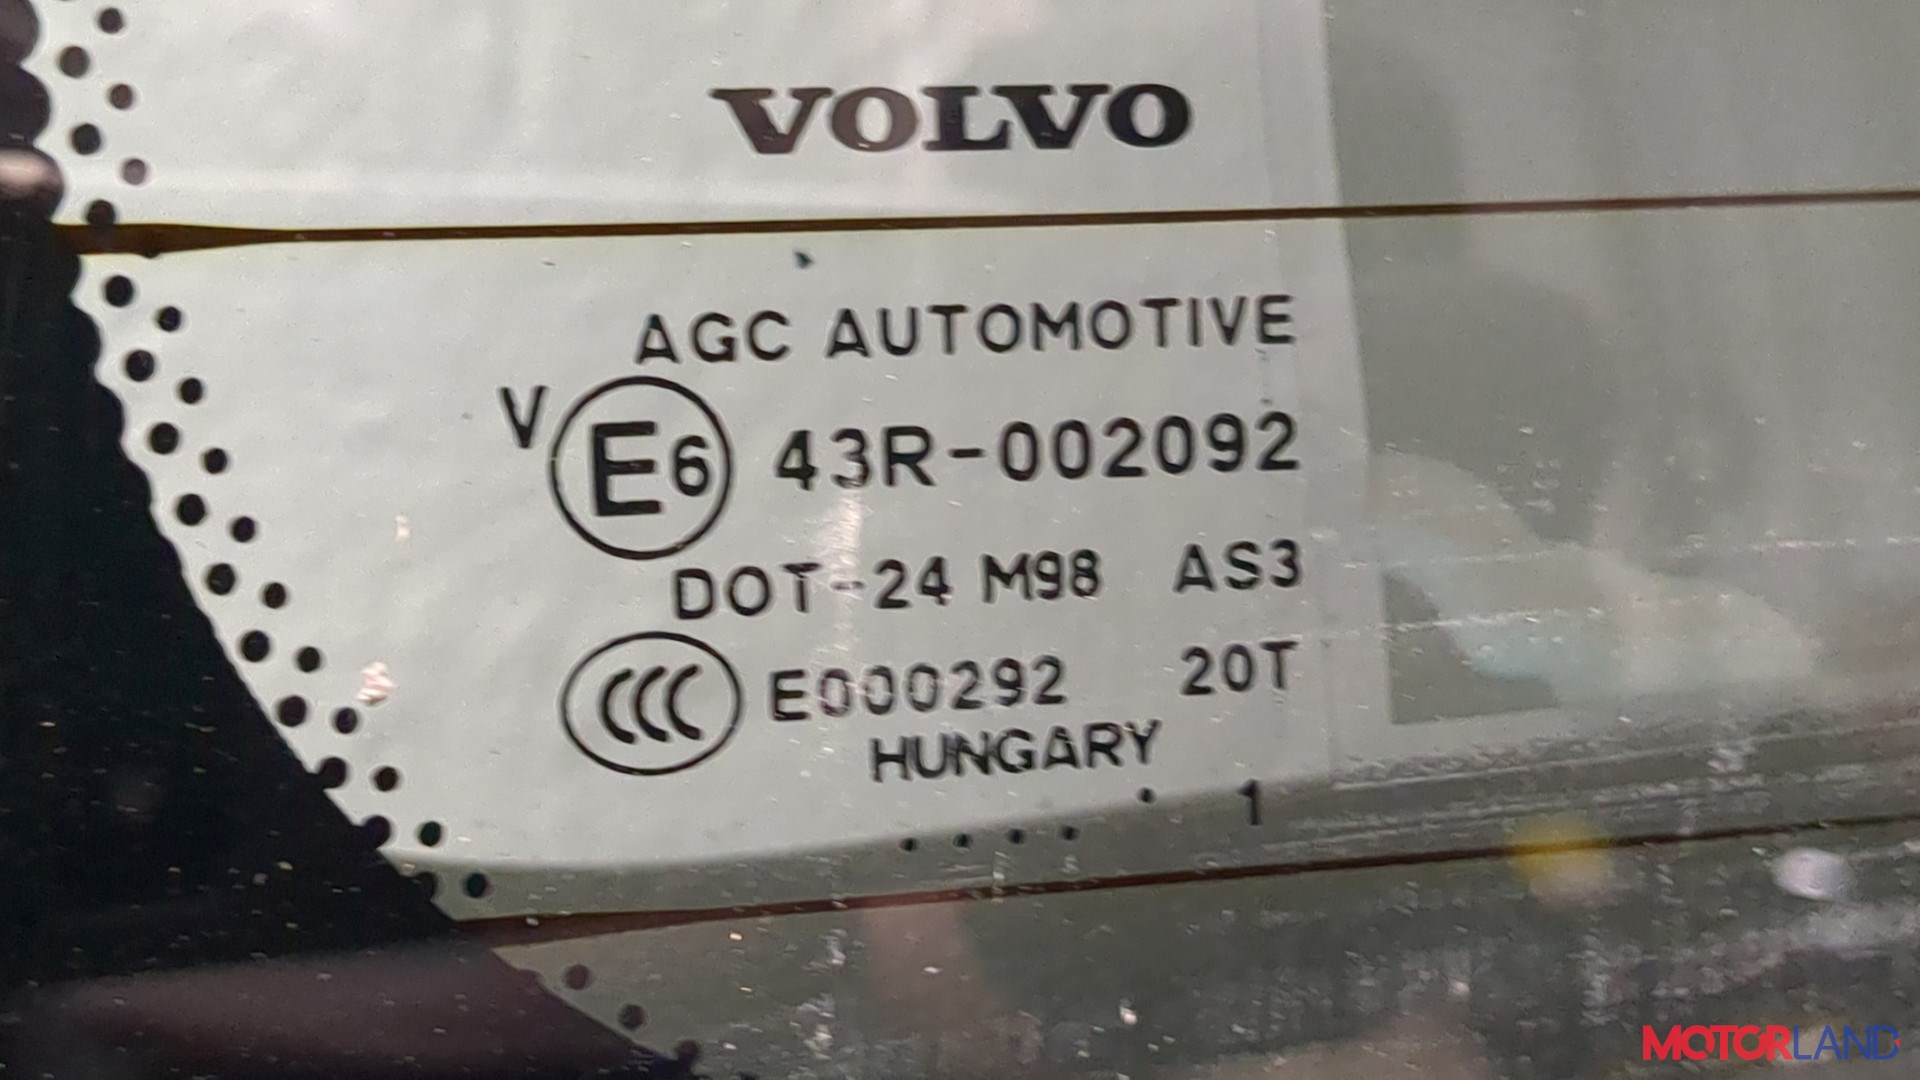 VOLVO
AGC AUTOMOTIVE
V E6 43R-002092
DOT-24 M98 AS3
CCC E000292 20T
HUNGARY
.... . 1
MOTORLAND